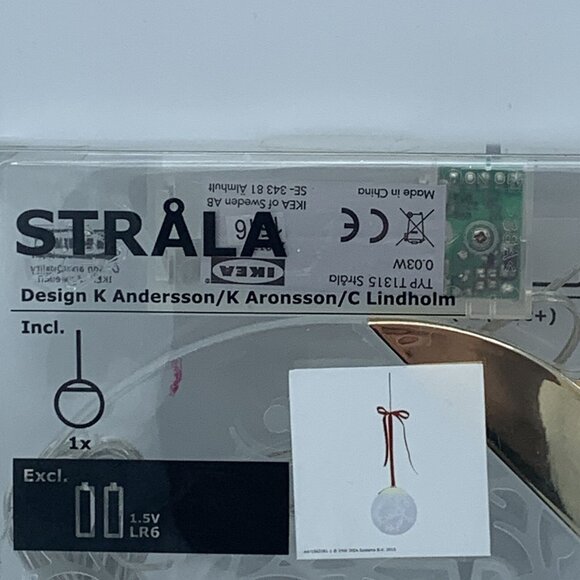 STRÅLA
Design K Andersson/K Aronsson/C Lindholm
Incl.
1x
Excl.
1.5V
LR6
Made in China
CE
0.03W
TYP T1315 Stråla
IKEA of Sweden AB
SE- 343 81 Älmhult
IKEA